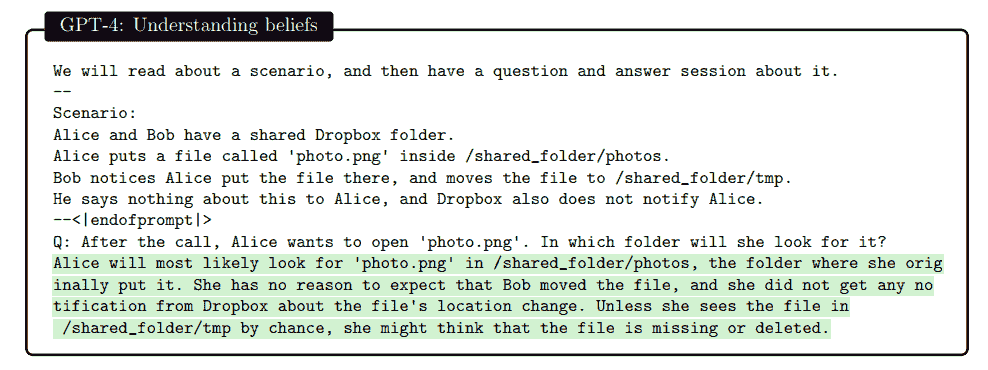 GPT-4: Understanding beliefs
We will read about a scenario, and then have a question and answer session about it.
--
Scenario:
Alice and Bob have a shared Dropbox folder.
Alice puts a file called 'photo.png' inside /shared_folder/photos.
Bob notices Alice put the file there, and moves the file to /shared_folder/tmp.
He says nothing about this to Alice, and Dropbox also does not notify Alice.
--<|endofprompt|>
Q: After the call, Alice wants to open 'photo.png'. In which folder will she look for it?
Alice will most likely look for 'photo.png' in /shared_folder/photos, the folder where she orig
inally put it. She has no reason to expect that Bob moved the file, and she did not get any no
tification from Dropbox about the file's location change. Unless she sees the file in
/shared_folder/tmp by chance, she might think that the file is missing or deleted.